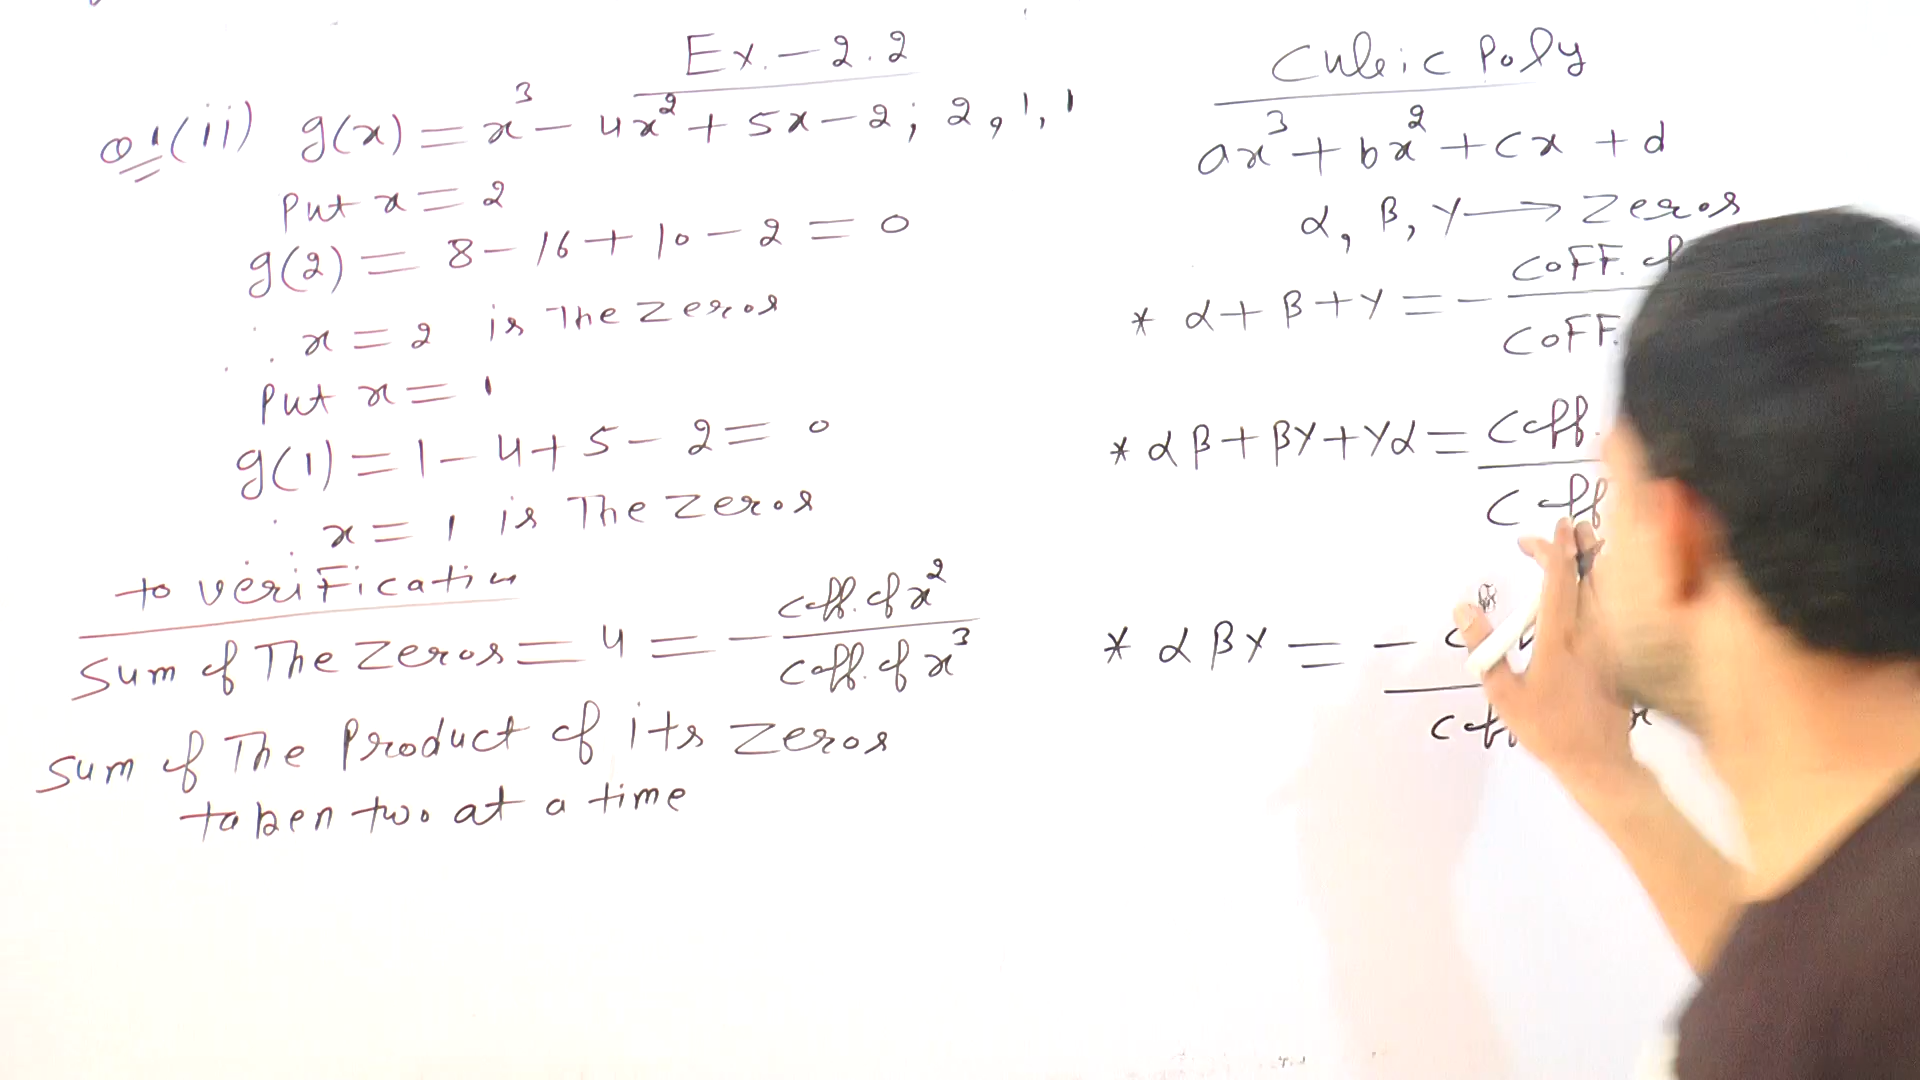 Ex. - 2.2
Q1(ii) g(x) = x³ - 4x² + 5x - 2; 2, 1, 1
Put x = 2
g(2) = 8 - 16 + 10 - 2 = 0
∴ x = 2 is The Zeros
Put x = 1
g(1) = 1 - 4 + 5 - 2 = 0
∴ x = 1 is The Zeros
to verification
Sum of The Zeros = 4 = - coff. of x² / coff. of x³
Sum of The Product of its Zeros
taken two at a time
Cubic Poly
ax³ + bx² + cx + d
α, β, γ → Zeros
* α + β + γ = - COFF. of / COFF.
* αβ + βγ + γα = Coff. / Coff
* αβγ = -